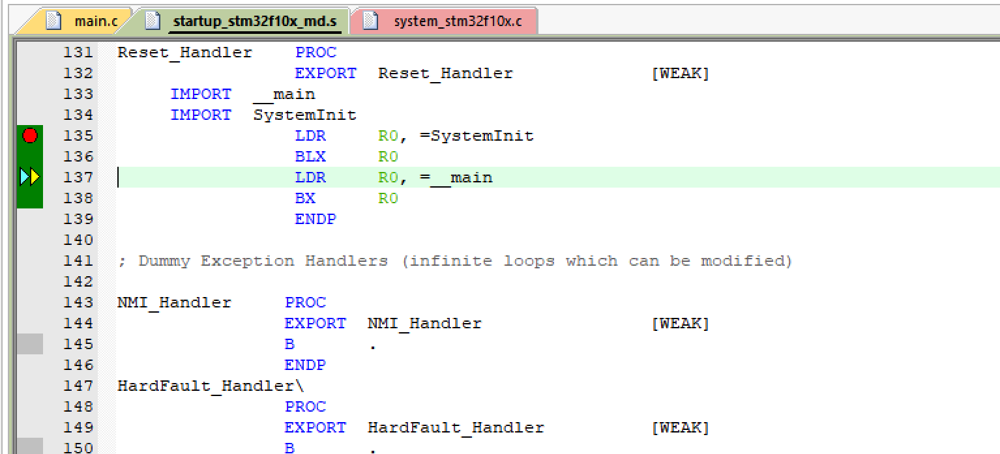 main.c startup_stm32f10x_md.s system_stm32f10x.c
131 Reset_Handler    PROC
132                  EXPORT  Reset_Handler             [WEAK]
133      IMPORT  __main
134      IMPORT  SystemInit
135                  LDR     R0, =SystemInit
136                  BLX     R0
137                  LDR     R0, =__main
138                  BX      R0
139                  ENDP
140
141 ; Dummy Exception Handlers (infinite loops which can be modified)
142
143 NMI_Handler     PROC
144                 EXPORT  NMI_Handler                [WEAK]
145                 B       .
146                 ENDP
147 HardFault_Handler\
148                 PROC
149                 EXPORT  HardFault_Handler          [WEAK]
150                 B       .